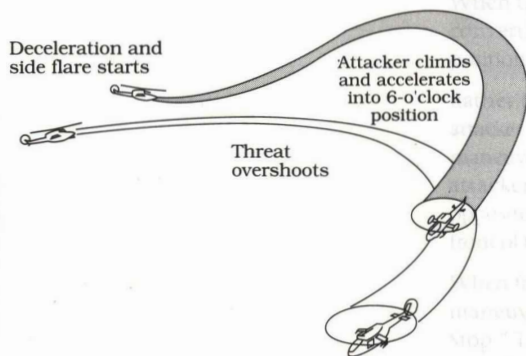 Deceleration and
side flare starts
Attacker climbs
and accelerates
into 6-o'clock
position
Threat
overshoots